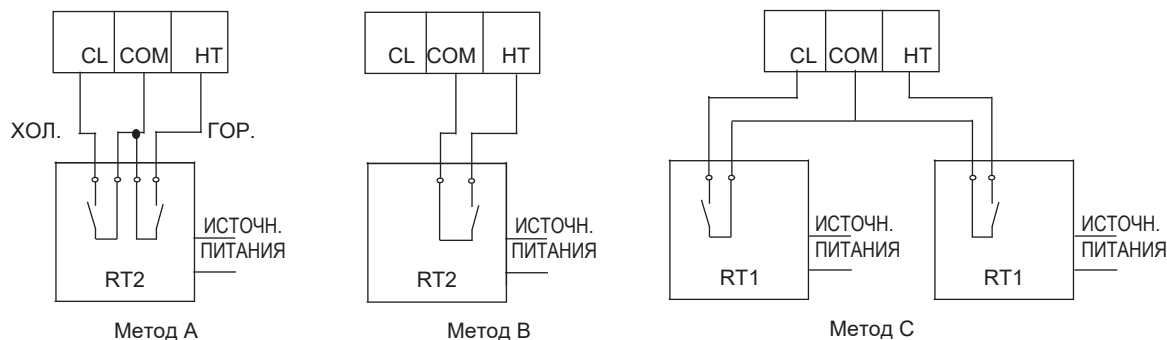 CL COM HT
ХОЛ. ГОР.
ИСТОЧН.
ПИТАНИЯ
RT2
Метод A
CL COM HT
ИСТОЧН.
ПИТАНИЯ
RT2
Метод B
CL COM HT
ИСТОЧН.
ПИТАНИЯ
RT1
ИСТОЧН.
ПИТАНИЯ
RT1
Метод C